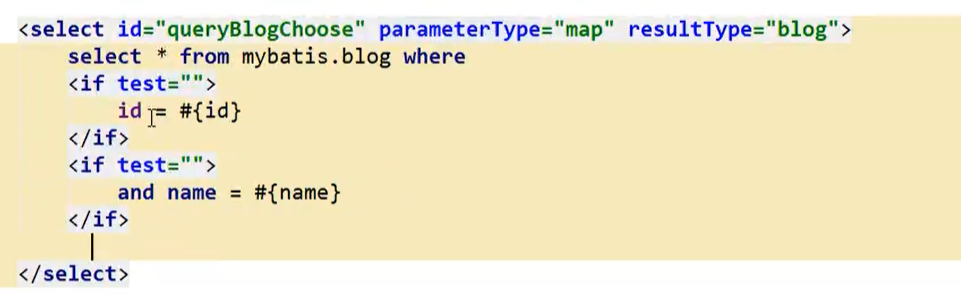 <select id="queryBlogChoose" parameterType="map" resultType="blog">
    select * from mybatis.blog where
    <if test="">
        id = #{id}
    </if>
    <if test="">
        and name = #{name}
    </if>
</select>